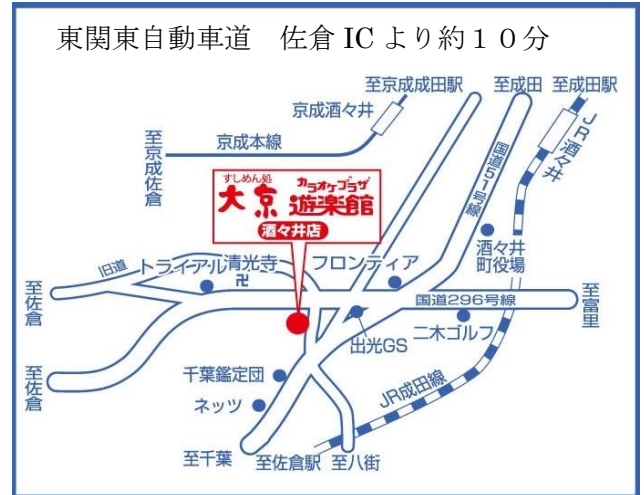 東関東自動車道　佐倉 IC より約１０分
至京成成田駅
至成田
至成田駅
京成酒々井
JR酒々井
京成本線
至京成佐倉
国道51号線
すしめん処
大京
カラオケプラザ
遊楽館
酒々井店
酒々井
町役場
旧道
トライアル
清光寺
卍
フロンティア
至佐倉
国道296号線
至富里
出光GS
二木ゴルフ
至佐倉
千葉鑑定団
ネッツ
JR成田線
至千葉
至佐倉駅
至八街